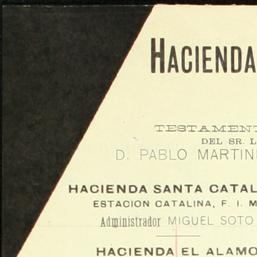 HACIENDA
TESTAMENT
DEL SR. L
D. PABLO MARTIN
HACIENDA SANTA CATAL
ESTACION CATALINA, F. I. M
Administrador MIGUEL SOTO
HACIENDA EL ALAMO